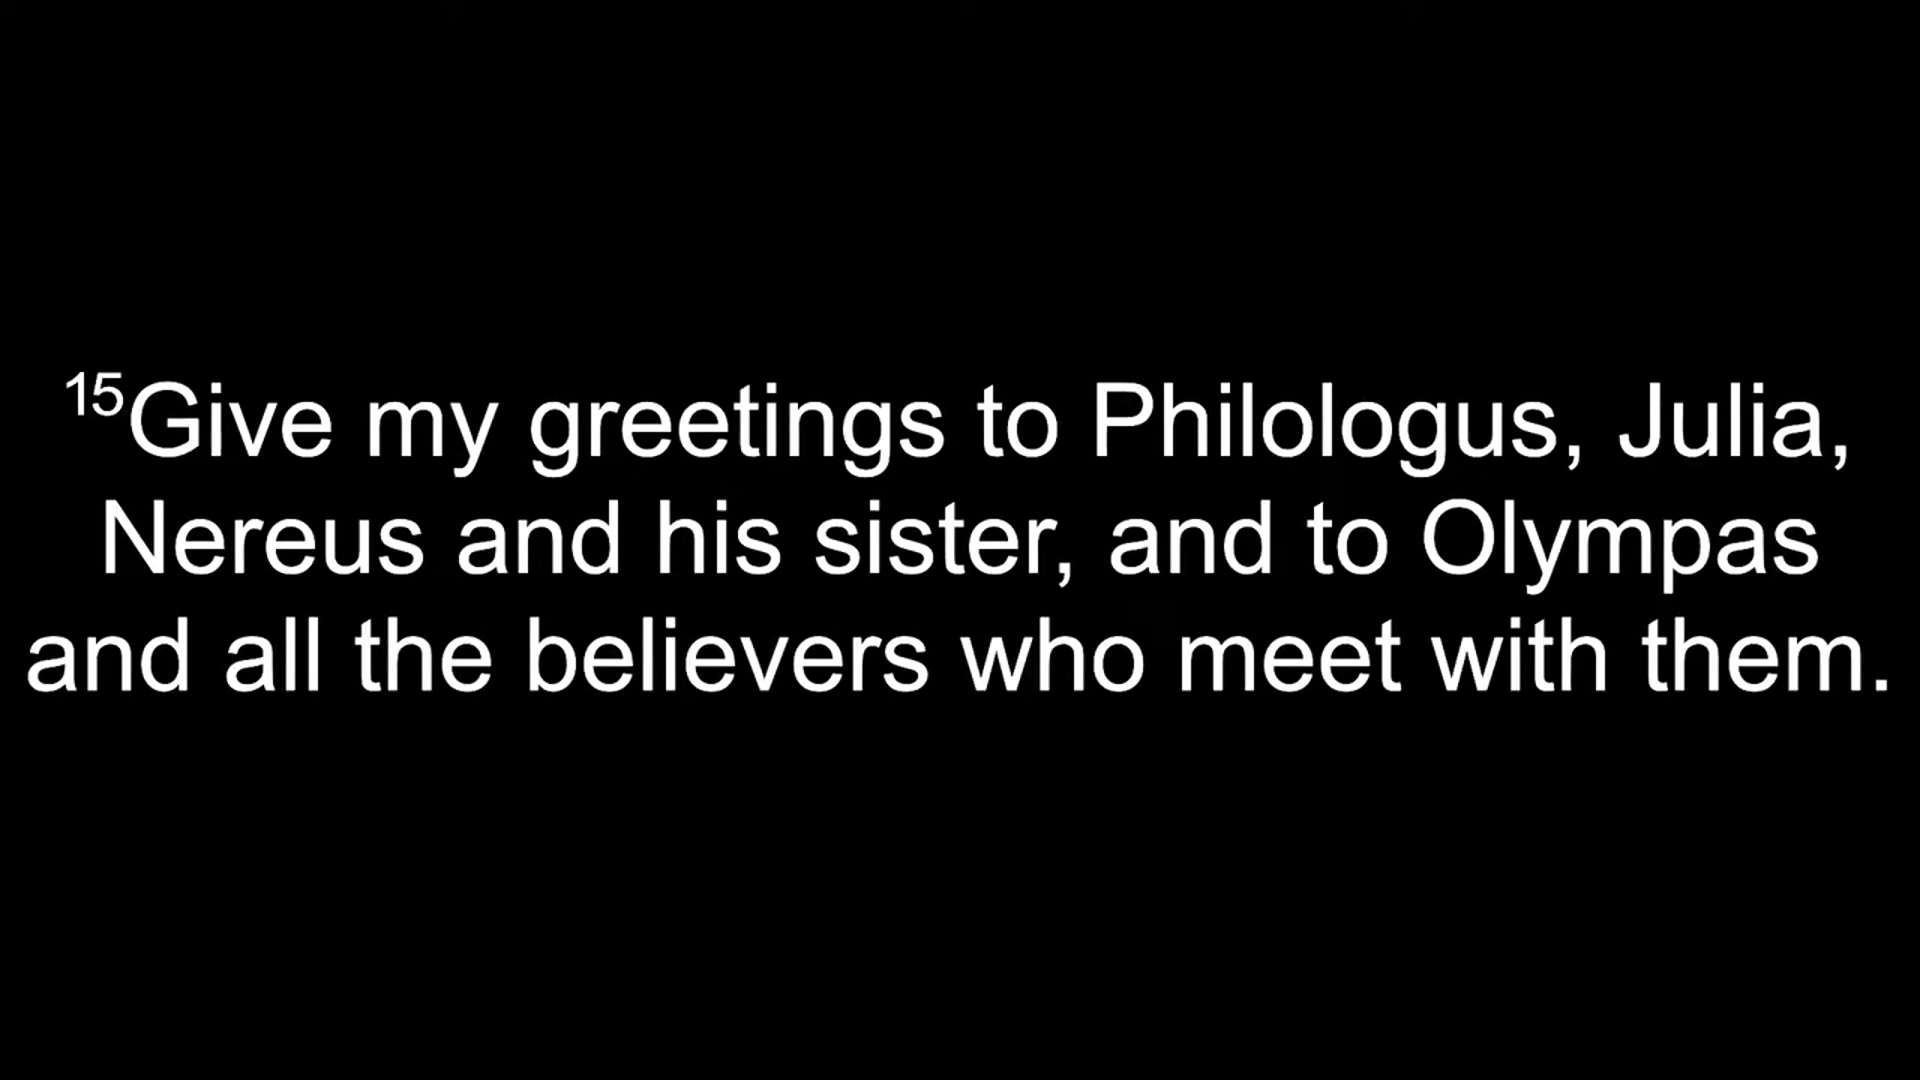 15Give my greetings to Philologus, Julia,
Nereus and his sister, and to Olympas
and all the believers who meet with them.